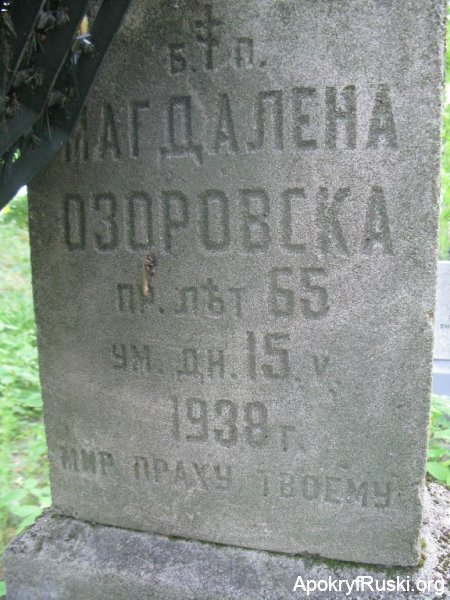 Б. П.
МАГДАЛЕНА
ОЗОРОВСКА
ПР. ЛѢТ 65
УМ. ДН. 15. V
1938 Г.
МИР ПРАХУ ТВОЕМУ
ApokryfRuski.org